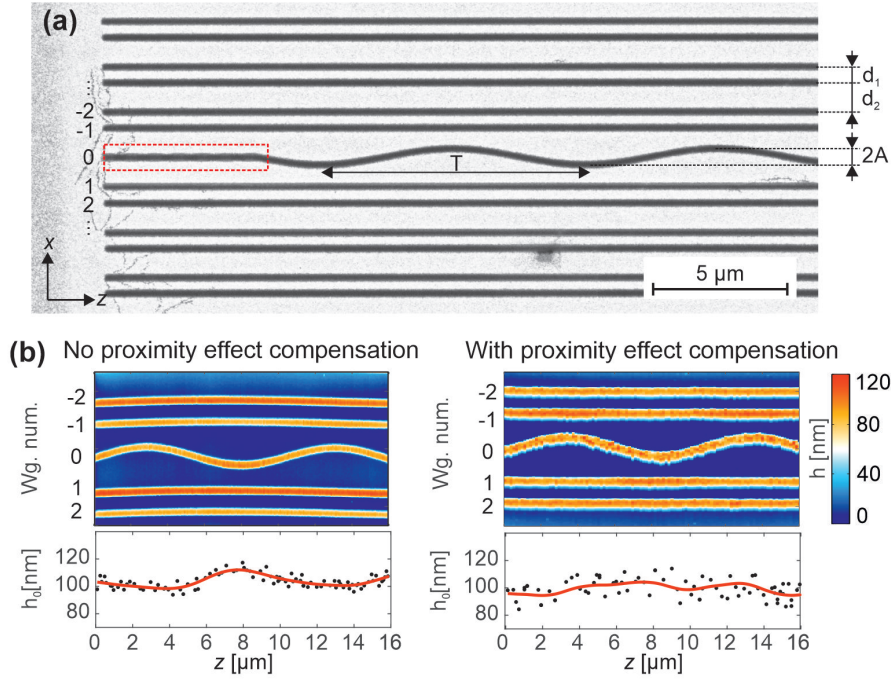 (a)
d₁
d₂
...
-2
-1
0
1
2
...
T
2A
x
z
5 µm
(b)
No proximity effect compensation
With proximity effect compensation
Wg. num.
-2
-1
0
1
2
Wg. num.
-2
-1
0
1
2
h [nm]
120
80
40
0
h₀[nm]
100
80
0 2 4 6 8 10 12 14 16
z [µm]
h₀[nm]
120
100
80
0 2 4 6 8 10 12 14 16
z [µm]